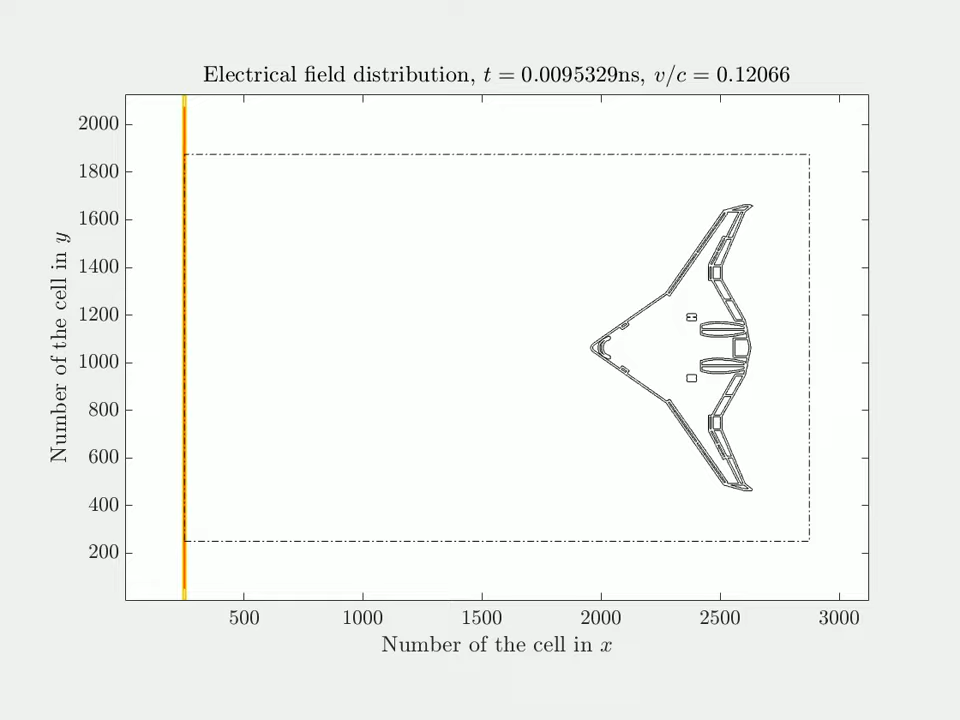 Electrical field distribution, t = 0.0095329ns, v/c = 0.12066
2000
1800
1600
1400
1200
1000
800
600
400
200
Number of the cell in y
500 1000 1500 2000 2500 3000
Number of the cell in x